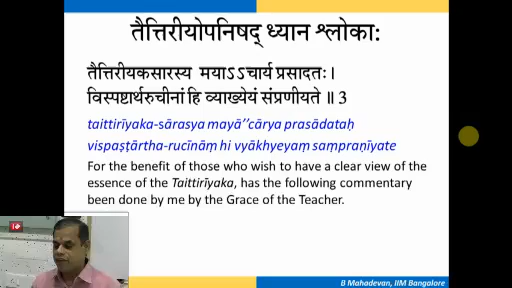 तैत्तिरीयोपनिषद् ध्यान श्लोका:
तैत्तिरीयकसारस्य मयाऽऽचार्य प्रसादतः ।
विस्पष्टार्थरुचीनां हि व्याख्येयं संप्रणीयते ॥ 3
taittirīyaka-sārasya mayā’’cārya prasādataḥ
vispaṣṭārtha-rucīnāṃ hi vyākhyeyaṃ saṃpraṇīyate
For the benefit of those who wish to have a clear view of the
essence of the Taittirīyaka, has the following commentary
been done by me by the Grace of the Teacher.
B Mahadevan, IIM Bangalore